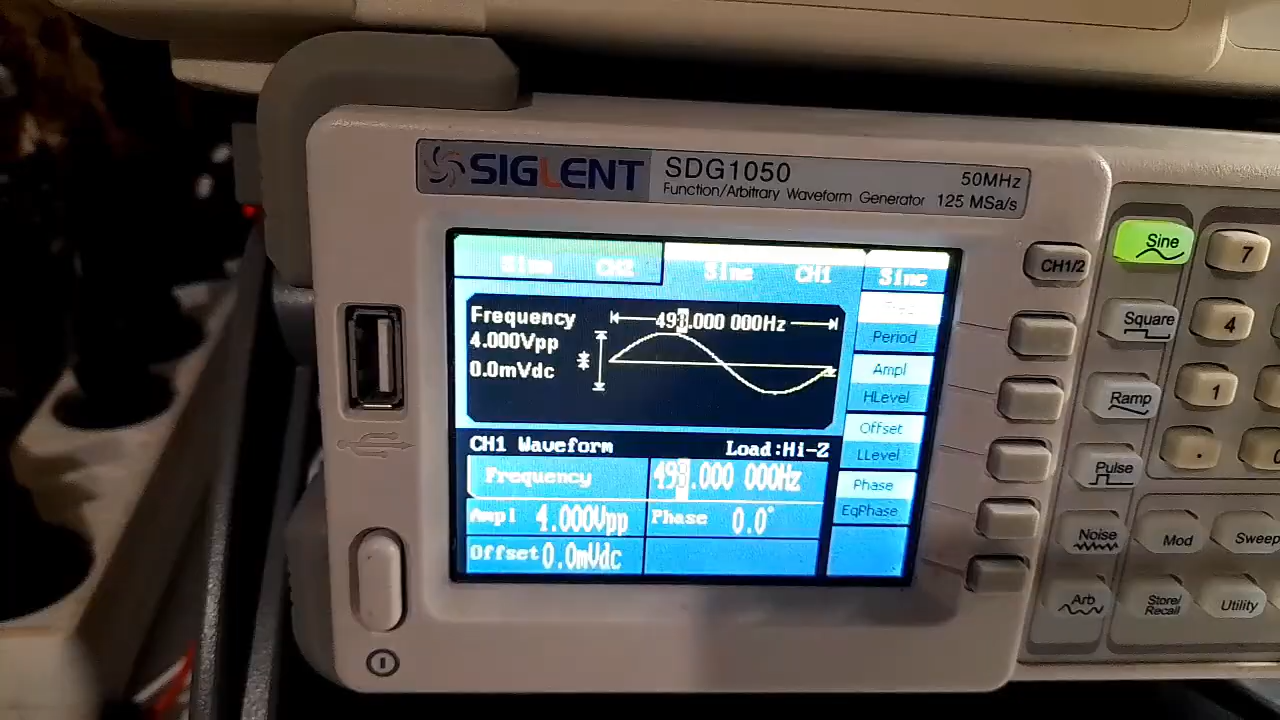 SIGLENT SDG1050 50MHz
Function/Arbitrary Waveform Generator 125 MSa/s
Sine CH2 Sine CH1 Sine
Frequency
4.000Vpp
0.0mVdc
Period
Ampl
HLevel
Offset
LLevel
Phase
EqPhase
CH1 Waveform Load:Hi-Z
Frequency
Ampl 4.000Vpp Phase 0.0°
Offset 0.0mVdc
CH1/2
Sine
Square
Ramp
Pulse
Noise
Arb
7
4
1
.
Mod
Sweep
Store/
Recall
Utility